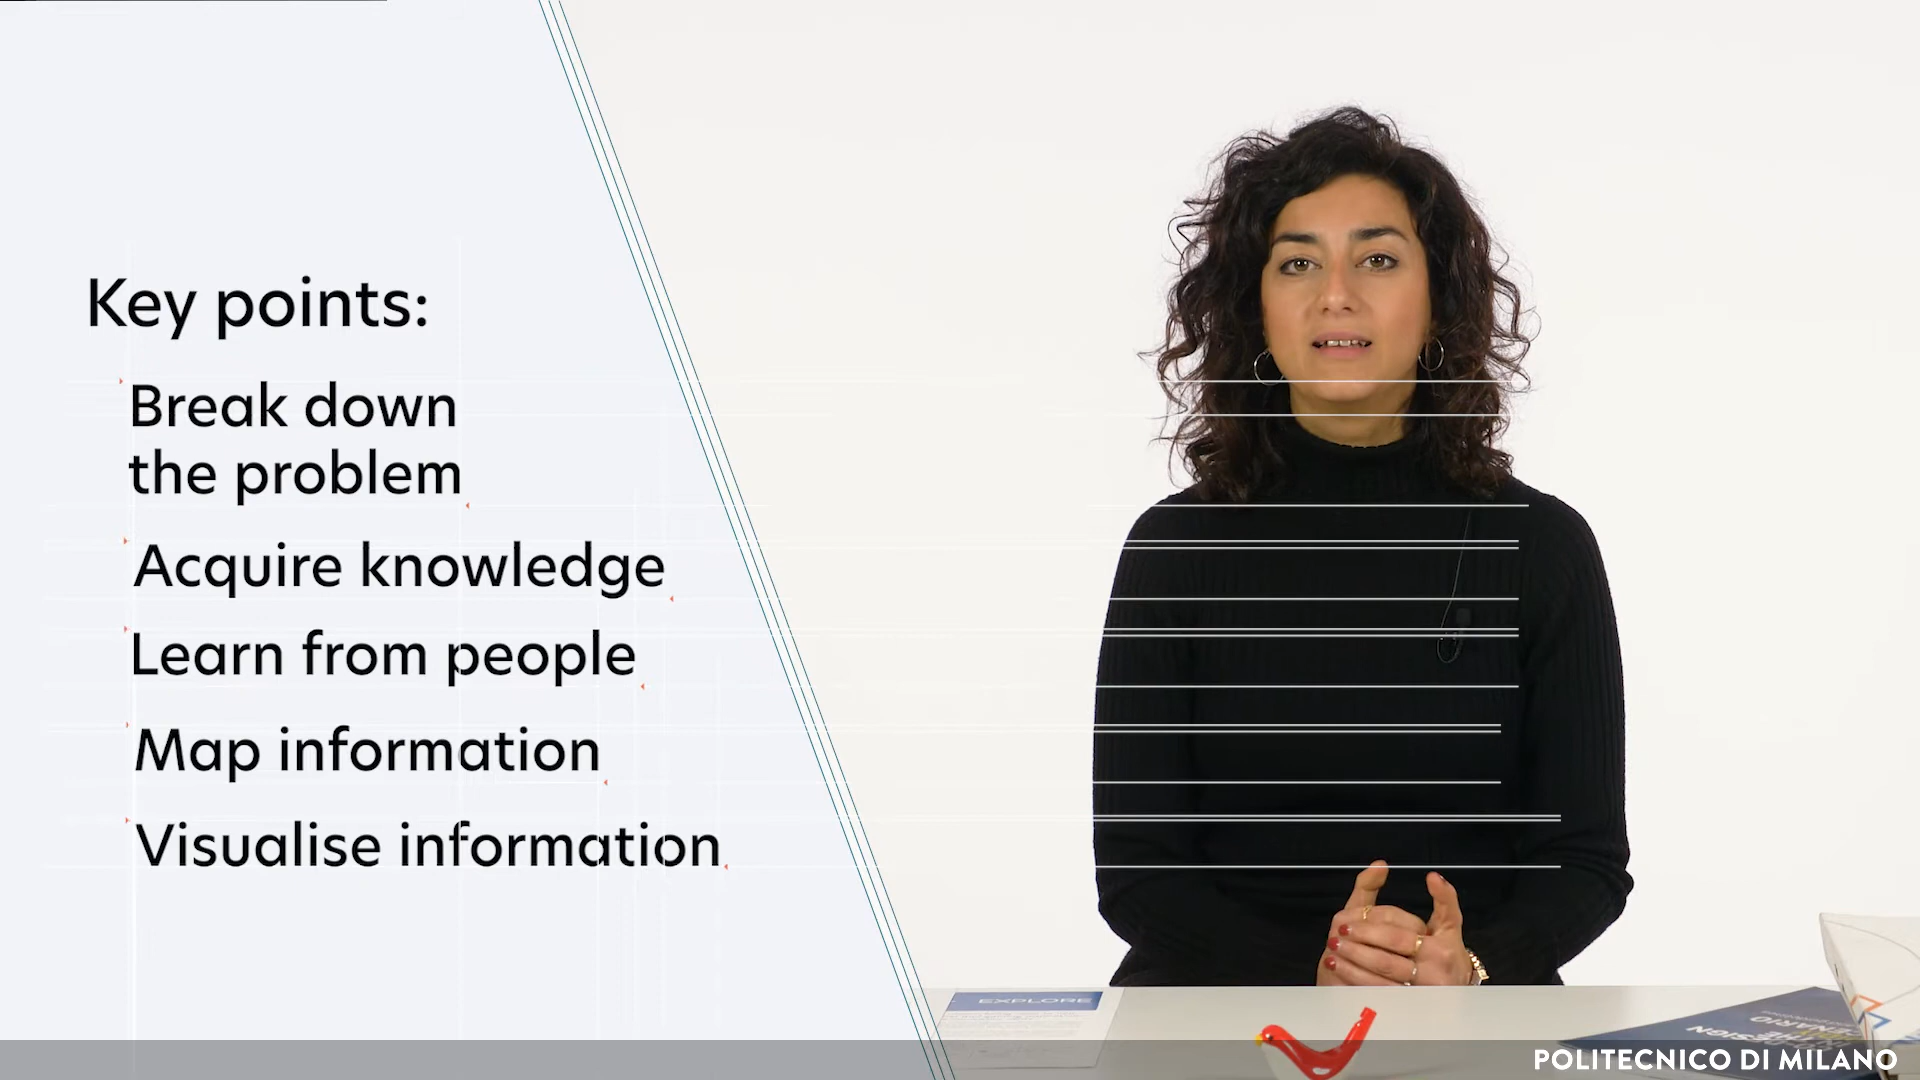 Key points:
Break down
the problem
Acquire knowledge
Learn from people
Map information
Visualise information
EXPLORE
POLITECNICO DI MILANO